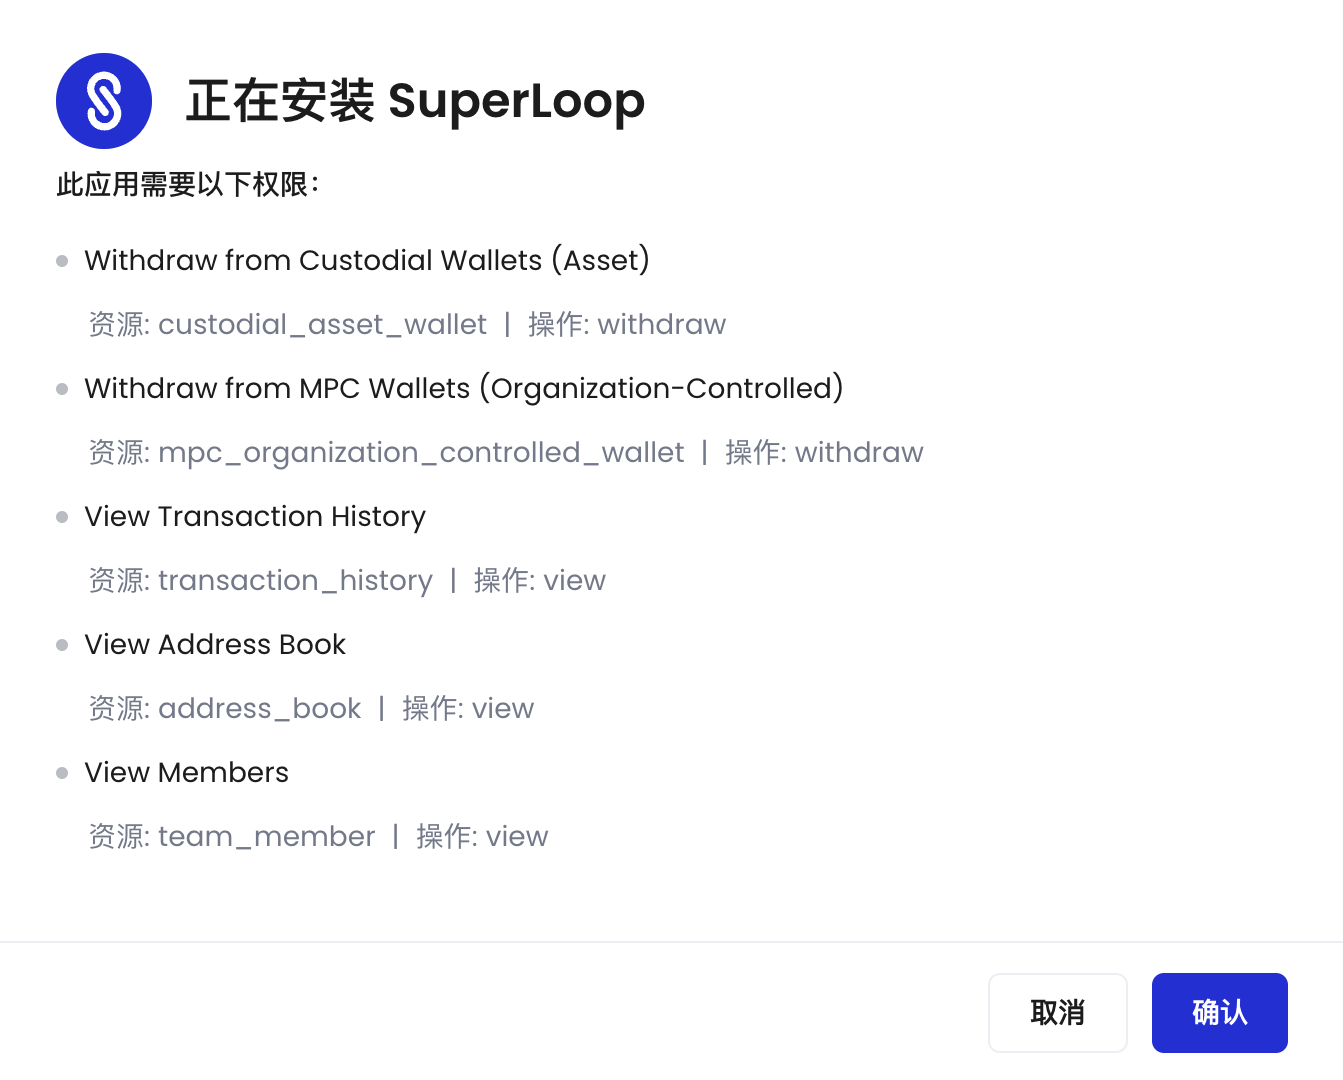 正在安装 SuperLoop
此应用需要以下权限：
Withdraw from Custodial Wallets (Asset)
资源: custodial_asset_wallet | 操作: withdraw
Withdraw from MPC Wallets (Organization-Controlled)
资源: mpc_organization_controlled_wallet | 操作: withdraw
View Transaction History
资源: transaction_history | 操作: view
View Address Book
资源: address_book | 操作: view
View Members
资源: team_member | 操作: view
取消
确认